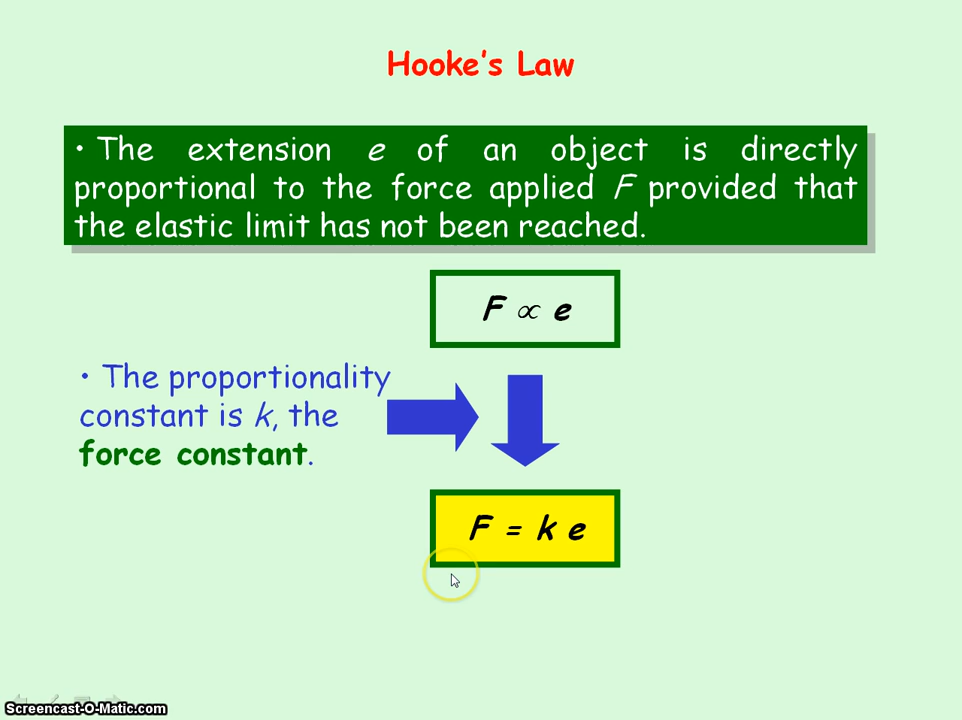 Hooke's Law
• The extension e of an object is directly
proportional to the force applied F provided that
the elastic limit has not been reached.
F ∝ e
• The proportionality
constant is k, the
force constant.
F = k e
Screencast-O-Matic.com